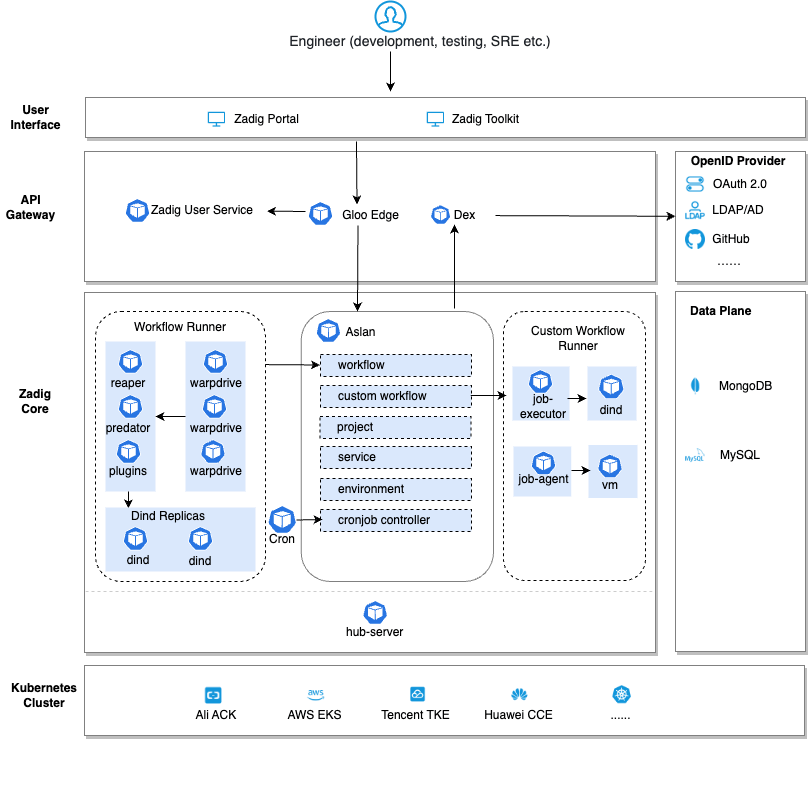 Engineer (development, testing, SRE etc.)
User
Interface
Zadig Portal
Zadig Toolkit
API
Gateway
Zadig User Service
Gloo Edge
Dex
OpenID Provider
OAuth 2.0
LDAP
LDAP/AD
GitHub
......
Zadig
Core
Workflow Runner
reaper
warpdrive
predator
warpdrive
plugins
warpdrive
Dind Replicas
dind
dind
Cron
Aslan
workflow
custom workflow
project
service
environment
cronjob controller
Custom Workflow
Runner
job-
executor
dind
job-agent
vm
hub-server
Data Plane
MongoDB
MySQL
MySQL
Kubernetes
Cluster
Ali ACK
aws
AWS EKS
Tencent TKE
Huawei CCE
......